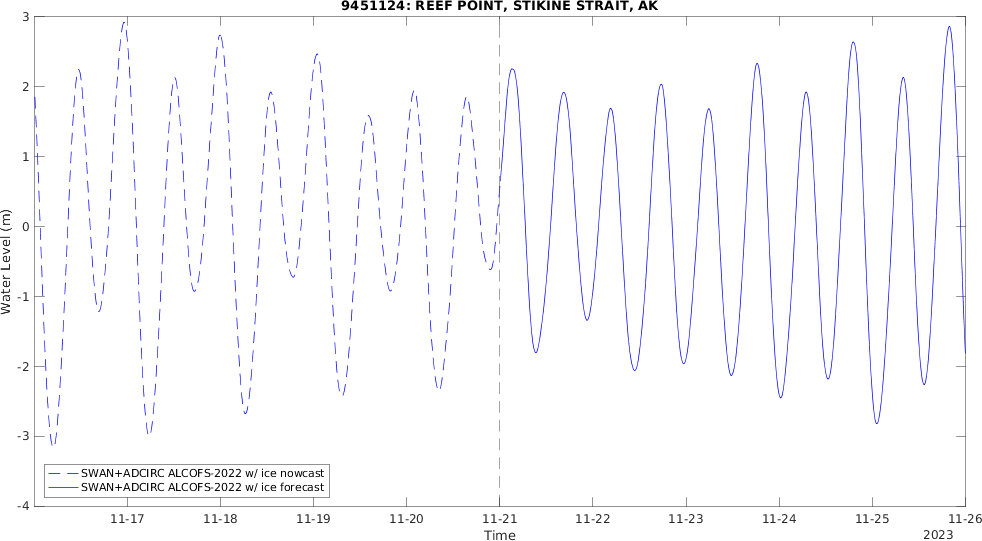 9451124: REEF POINT, STIKINE STRAIT, AK
3
2
1
0
-1
-2
-3
-4
Water Level (m)
SWAN+ADCIRC ALCOFS-2022 w/ ice nowcast
SWAN+ADCIRC ALCOFS-2022 w/ ice forecast
11-17 11-18 11-19 11-20 11-21 11-22 11-23 11-24 11-25 11-26
Time
2023